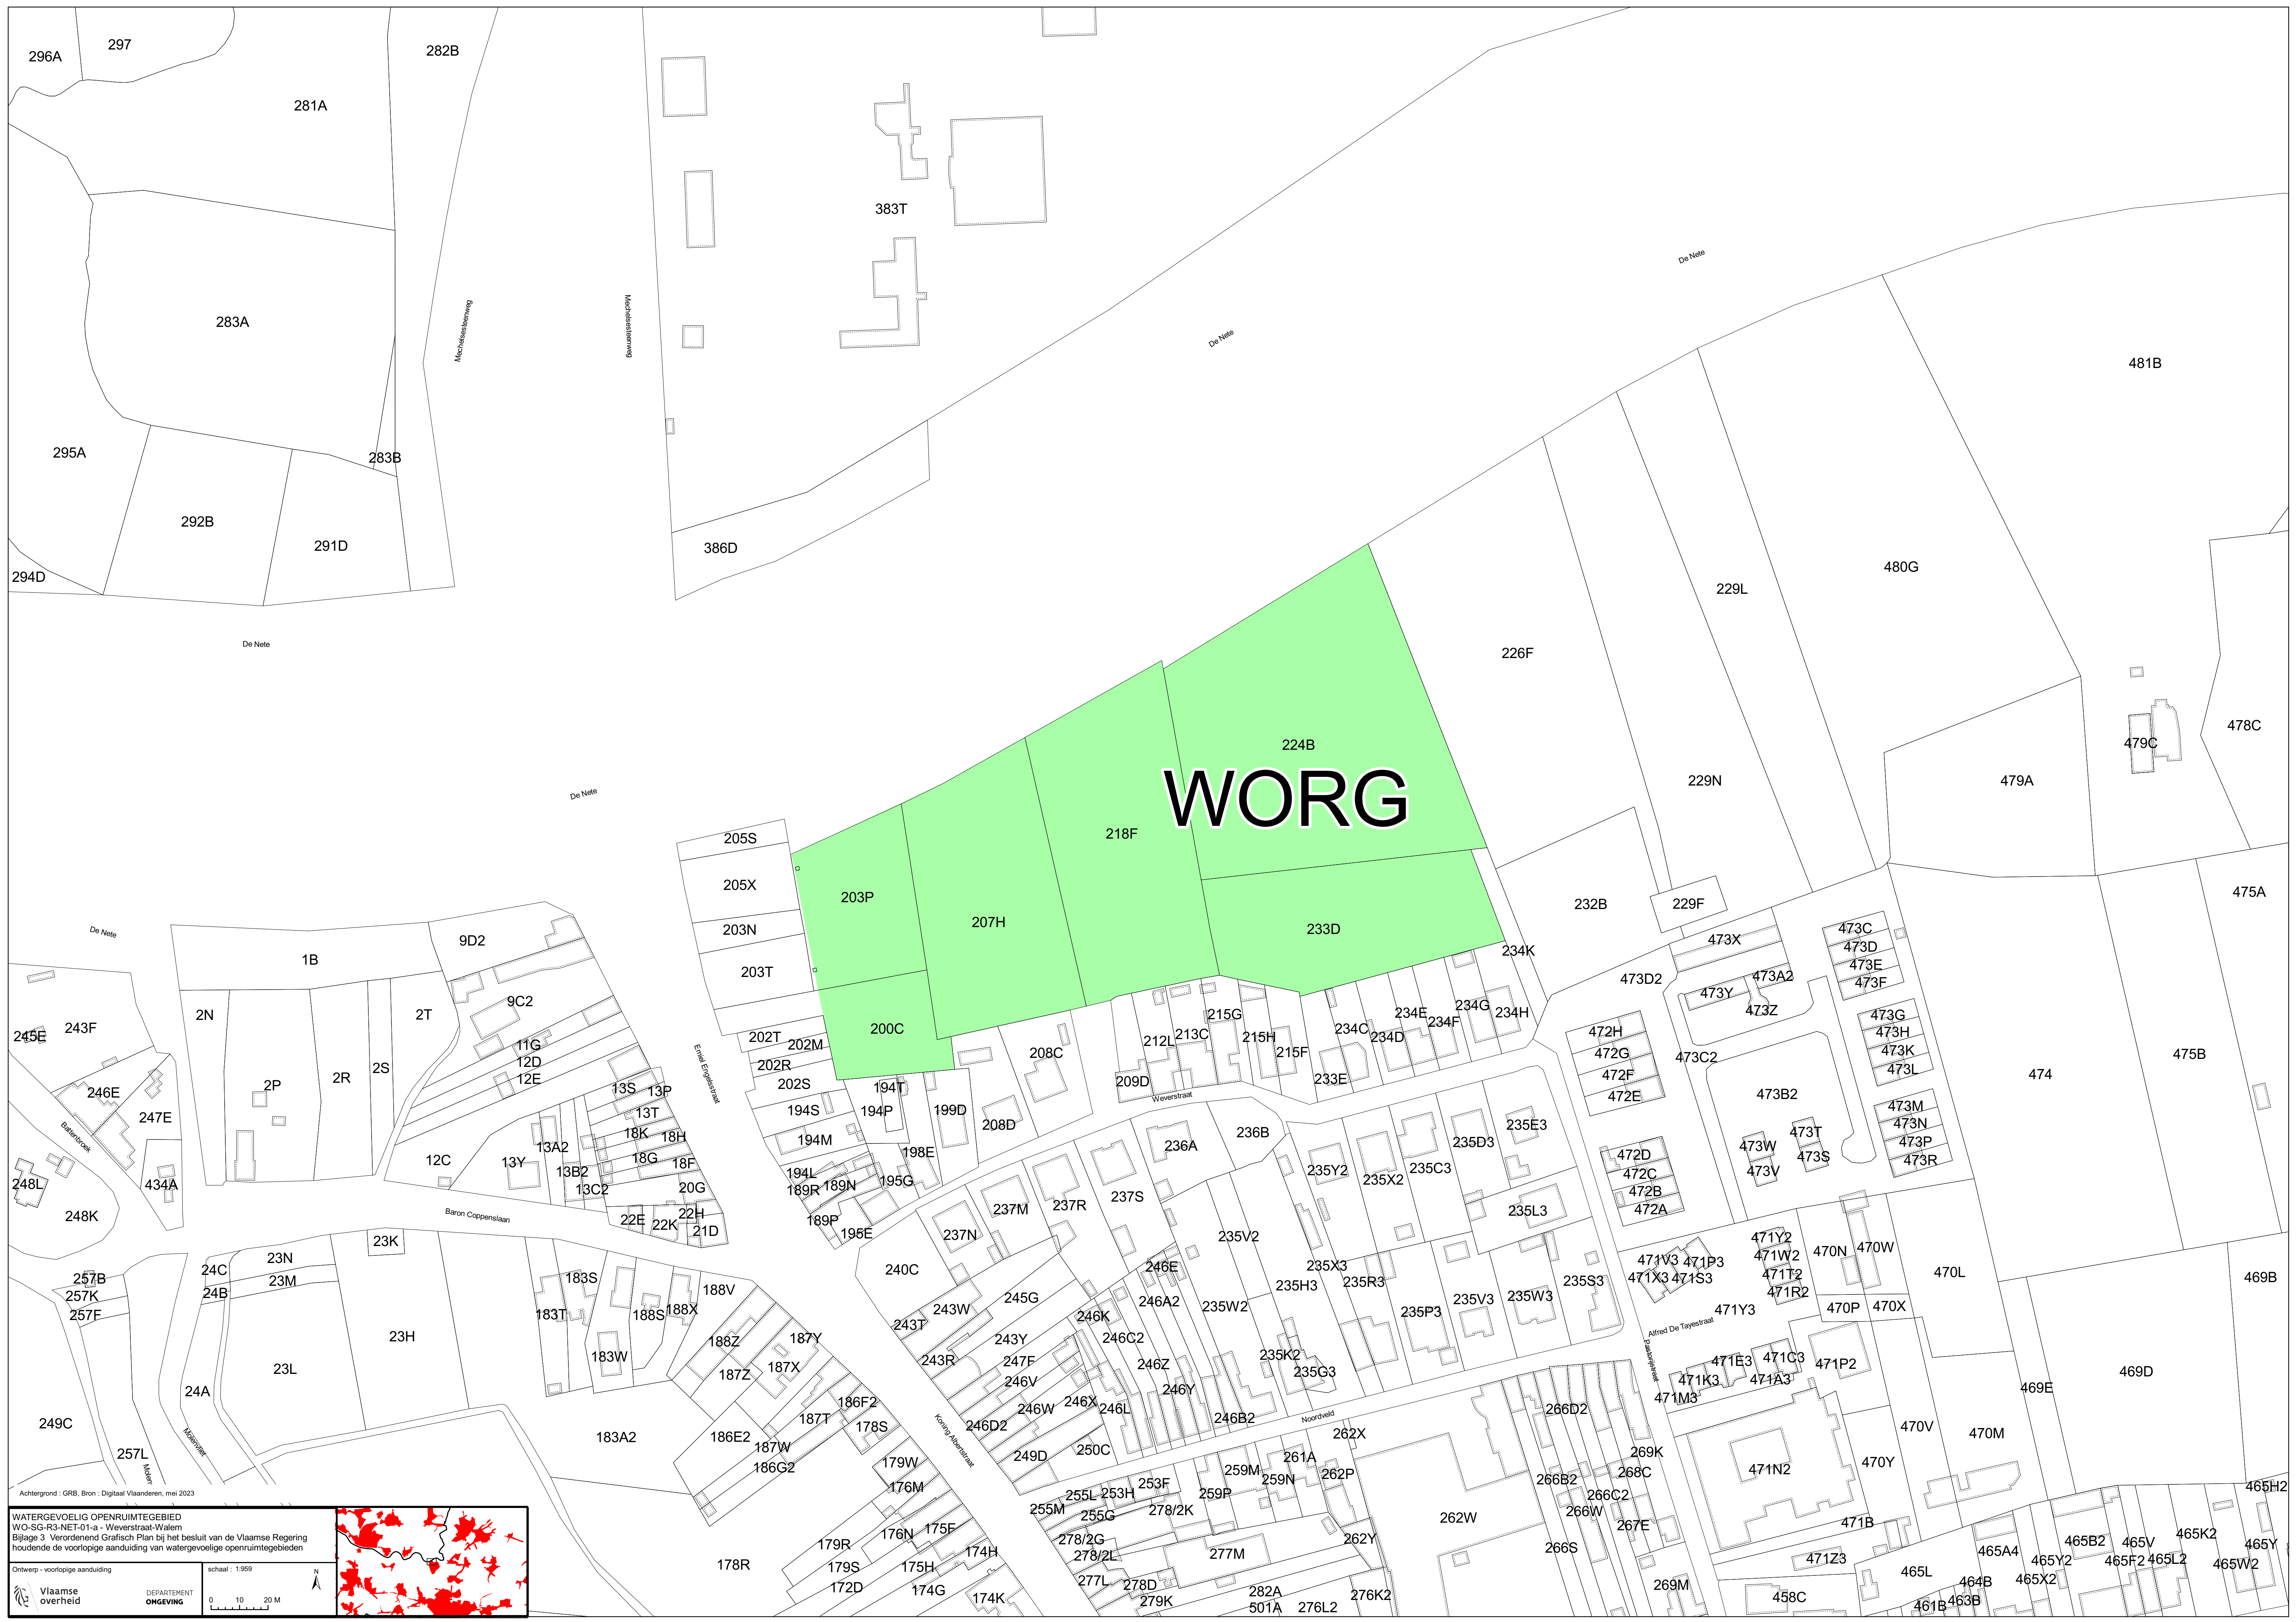 296A
297
282B
281A
383T
De Nete
De Nete
Mechelsesteenweg
Mechelsesteenweg
283A
481B
295A
283B
292B
291D
386D
294D
480G
229L
De Nete
226F
478C
224B
479C
229N
479A
WORG
De Nete
218F
205S
205X
203P
475A
232B
229F
207H
203N
233D
473C
De Nete
9D2
473X
473D
234K
1B
203T
473E
473D2
473A2
473F
9C2
473Y
2N
2T
473Z
234G
234H
234E
234F
215G
473G
243F
200C
234C
472H
473H
245E
202T
213C
215H
234D
212L
11G
202M
208C
215F
472G
473K
475B
12D
202R
473C2
2S
12E
472F
473L
474
2R
2P
13S
13P
202S
194T
209D
233E
Emiel Engelsstraat
246E
472E
473B2
Weverstraat
247E
13T
194S
194P
199D
473M
208D
473N
Battenbroek
18K
18H
194M
236A
236B
235D3
235E3
473T
473P
13A2
473W
12C
13Y
18G
18F
198E
472D
473S
473R
13B2
194L
235Y2
235C3
472C
473V
248L
434A
13C2
20G
189R
189N
195G
235X2
472B
237S
472A
248K
Baron Coppenslaan
22E
22K
22H
21D
189P
195E
237M
237R
235L3
237N
235V2
471Y2
23K
470N
470W
471W2
23N
24C
246E
235X3
471V3
471P3
240C
471X3
471S3
471T2
470L
257B
183S
23M
235H3
235R3
235S3
469B
24B
188V
471R2
257K
245G
246A2
235W2
235V3
235W3
257F
183T
188S
188X
243W
246K
235P3
471Y3
470P
470X
243T
Alfred De Tayestraat
23H
188Z
187Y
243Y
246C2
183W
243R
247F
246Z
235K2
Pastorijstraat
471E3
471C3
471P2
23L
187Z
187X
235G3
469D
246V
471K3
471A3
24A
246Y
471M3
469E
186F2
246X
246W
246L
246B2
266D2
249C
187T
178S
246D2
Noordveld
Koning Albertstraat
183A2
186E2
262X
470V
470M
187W
249D
250C
Molenvliet
257L
269K
470Y
186G2
179W
261A
259M
262P
268C
471N2
Molen
176M
259N
266B2
253F
259P
253H
255L
266C2
465H2
Achtergrond : GRB, Bron : Digitaal Vlaanderen, mei 2023
255M
255G
278/2K
266W
262W
471B
267E
176N
175F
262Y
465K2
278/2G
465B2
465V
465Y
179R
174H
266S
465A4
277M
278/2L
465Y2
465F2
465L2
465W2
178R
179S
175H
471Z3
465L
465X2
277L
278D
464B
172D
174G
269M
282A
276K2
458C
174K
279K
463B
461B
501A
276L2
WATERGEVOELIG OPENRUIMTEGEBIED
WO-SG-R3-NET-01-a - Weverstraat-Walem
Bijlage 3 Verordenend Grafisch Plan bij het besluit van de Vlaamse Regering
houdende de voorlopige aanduiding van watergevoelige openruimtegebieden
Ontwerp - voorlopige aanduiding
schaal : 1:959
N
Vlaamse
overheid
DEPARTEMENT
OMGEVING
0 10 20 M